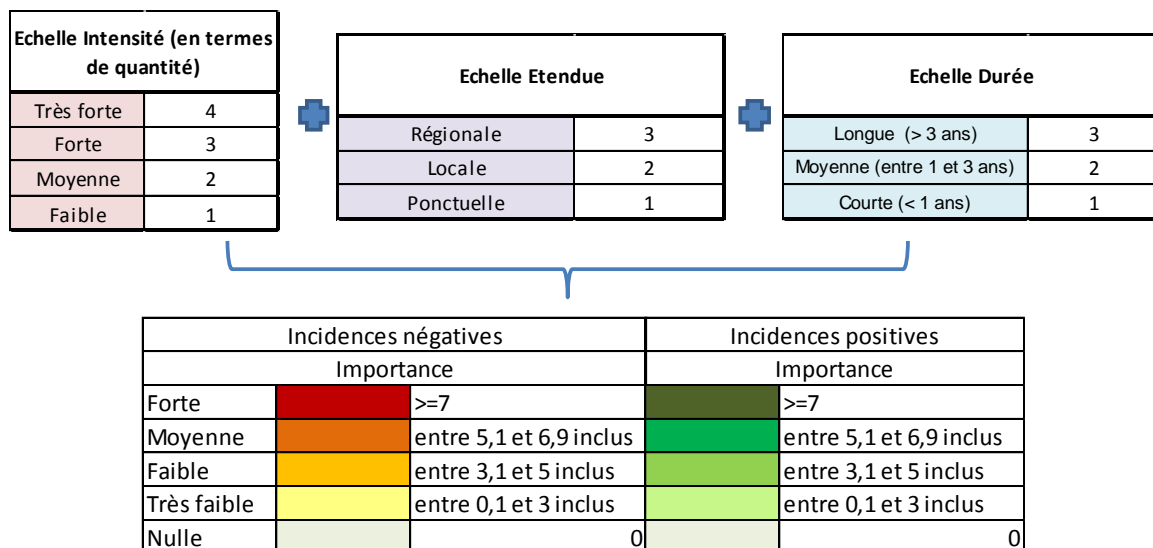 Echelle Intensité (en termes
de quantité)
Très forte 4
Forte 3
Moyenne 2
Faible 1
Echelle Etendue
Régionale 3
Locale 2
Ponctuelle 1
Echelle Durée
Longue (> 3 ans) 3
Moyenne (entre 1 et 3 ans) 2
Courte (< 1 ans) 1
Incidences négatives Incidences positives
Importance Importance
Forte >=7 >=7
Moyenne entre 5,1 et 6,9 inclus entre 5,1 et 6,9 inclus
Faible entre 3,1 et 5 inclus entre 3,1 et 5 inclus
Très faible entre 0,1 et 3 inclus entre 0,1 et 3 inclus
Nulle 0 0